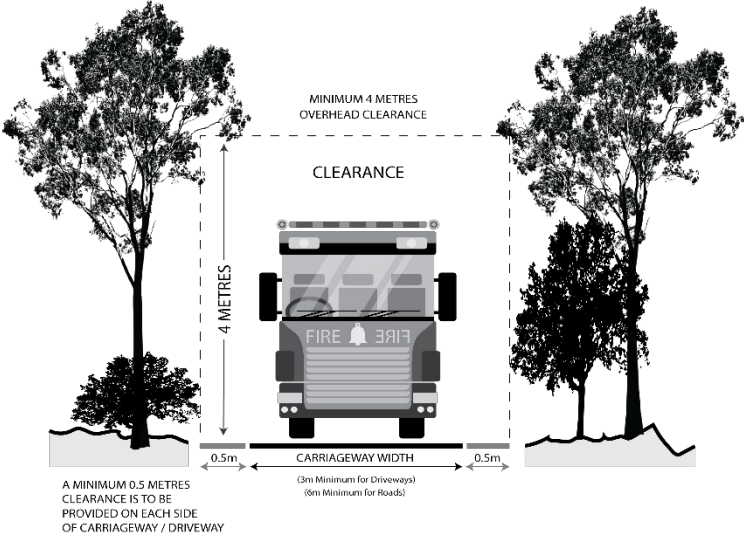 MINIMUM 4 METRES
OVERHEAD CLEARANCE
CLEARANCE
4 METRES
FIRE FIRE
0.5m
CARRIAGEWAY WIDTH
0.5m
(3m Minimum for Driveways)
(6m Minimum for Roads)
A MINIMUM 0.5 METRES
CLEARANCE IS TO BE
PROVIDED ON EACH SIDE
OF CARRIAGEWAY / DRIVEWAY